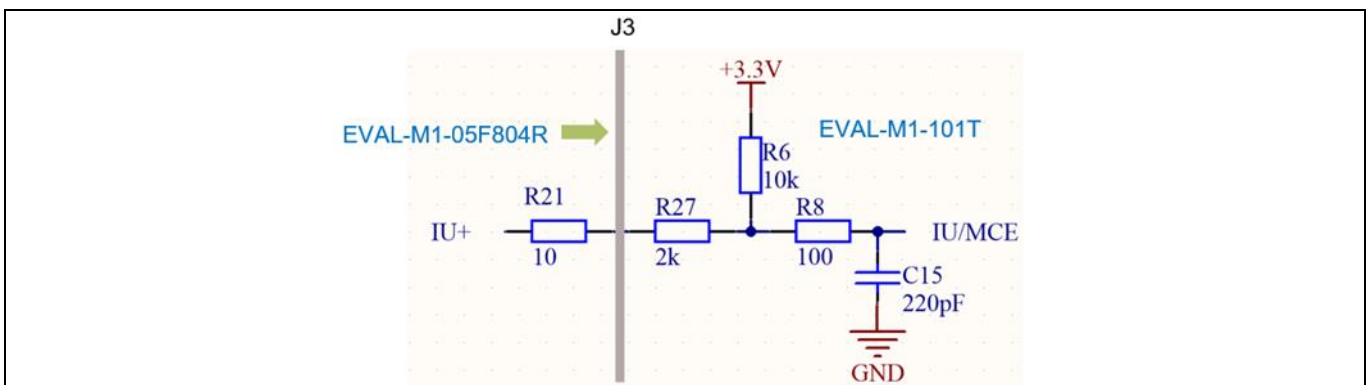 J3
+3.3V
EVAL-M1-05F804R
EVAL-M1-101T
R6
10k
R21
R27
R8
IU+
IU/MCE
10
2k
100
C15
220pF
GND